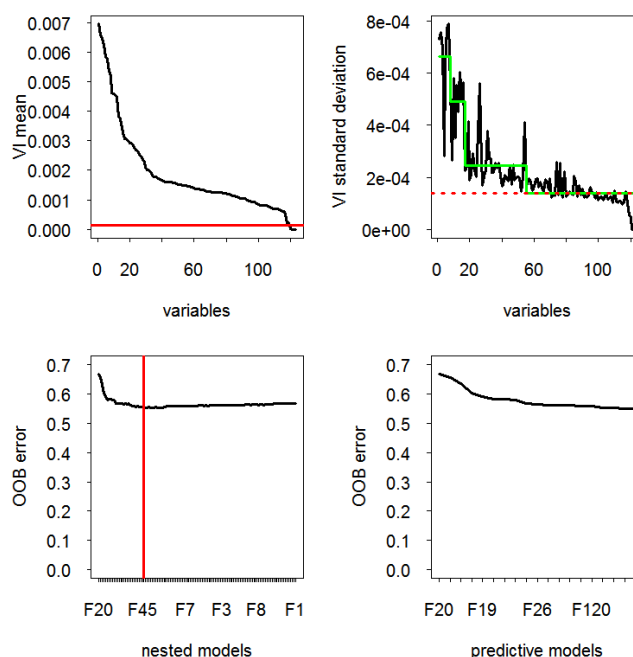 0.007
0.006
0.005
0.004
0.003
0.002
0.001
0.000
VI mean
0 20 60 100
variables
8e-04
6e-04
4e-04
2e-04
0e+00
VI standard deviation
0 20 60 100
variables
0.7
0.6
0.5
0.4
0.3
0.2
0.1
0.0
OOB error
F20 F45 F7 F3 F8 F1
nested models
0.7
0.6
0.5
0.4
0.3
0.2
0.1
0.0
OOB error
F20 F19 F26 F120
predictive models